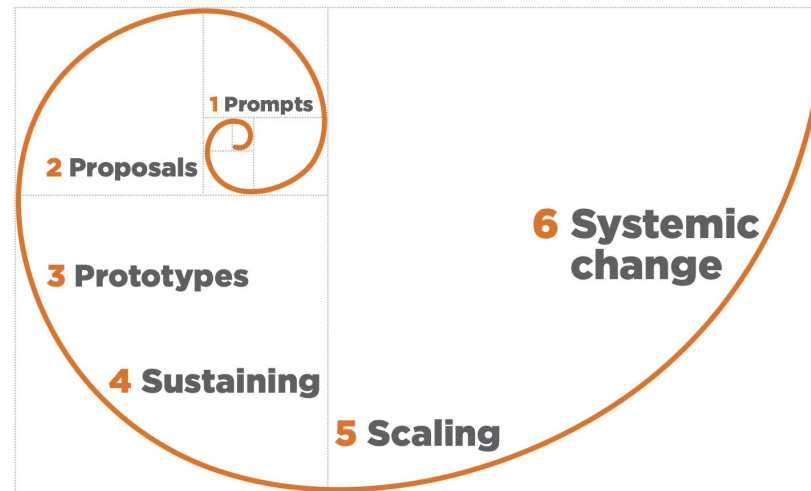 1 Prompts
2 Proposals
3 Prototypes
4 Sustaining
5 Scaling
6 Systemic
change